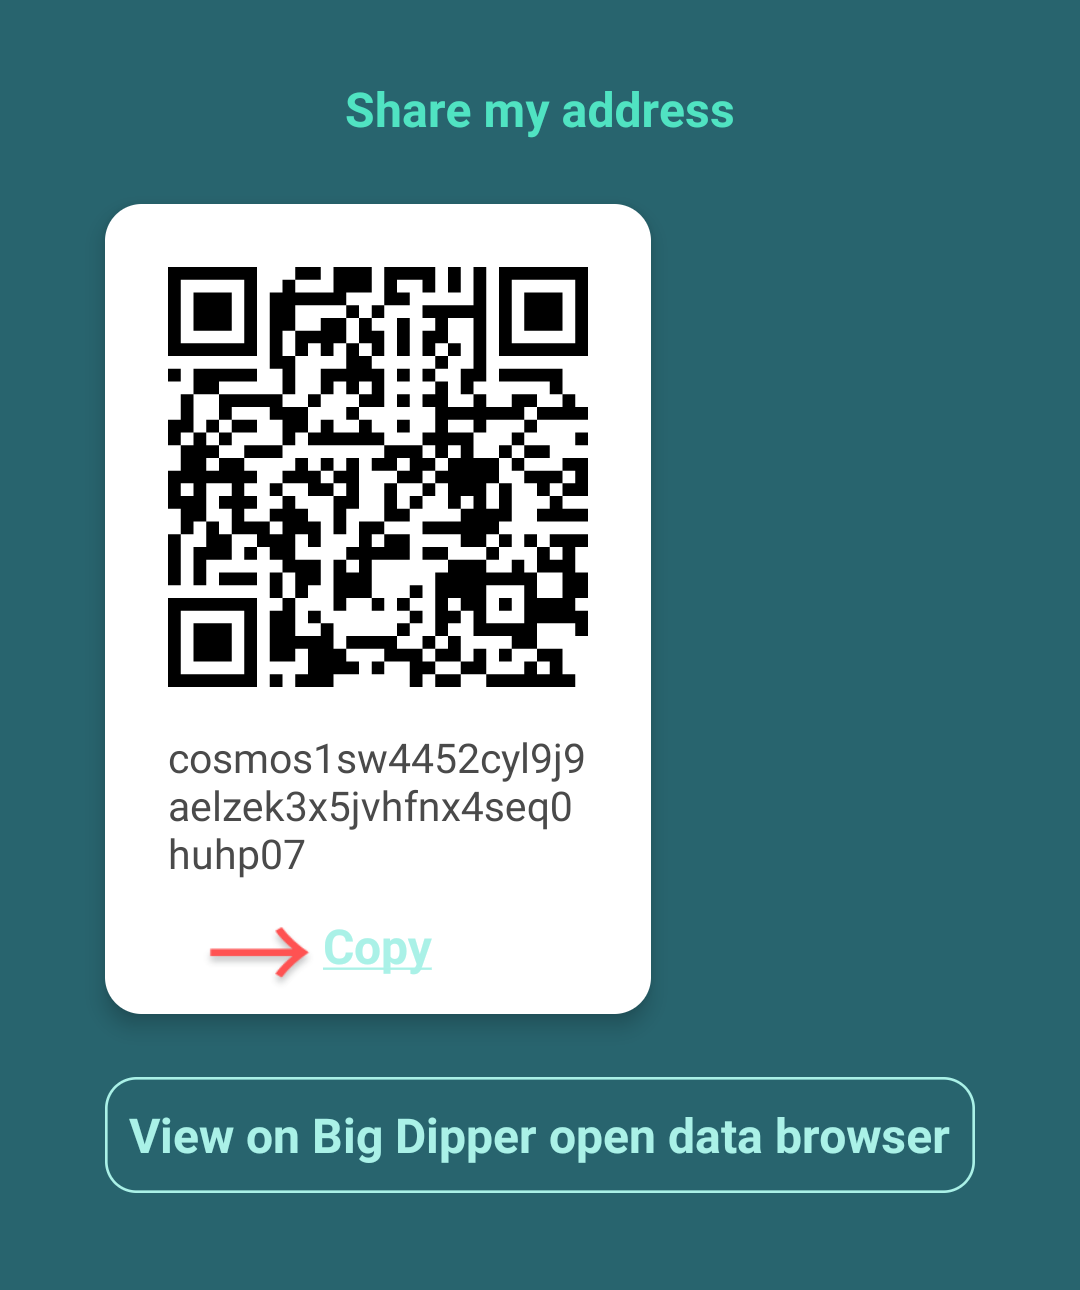 Share my address
cosmos1sw4452cyl9j9
aelzek3x5jvhfnx4seq0
huhp07
Copy
View on Big Dipper open data browser